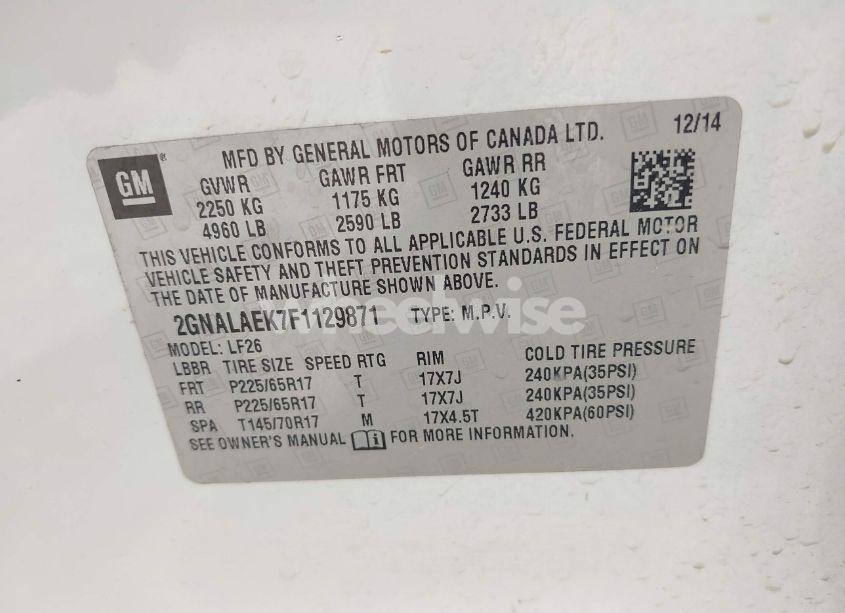 GM
MFD BY GENERAL MOTORS OF CANADA LTD. 12/14
GVWR GAWR FRT GAWR RR
2250 KG 1175 KG 1240 KG
4960 LB 2590 LB 2733 LB
THIS VEHICLE CONFORMS TO ALL APPLICABLE U.S. FEDERAL MOTOR
VEHICLE SAFETY AND THEFT PREVENTION STANDARDS IN EFFECT ON
THE DATE OF MANUFACTURE SHOWN ABOVE.
2GNALAEK7F1129871 TYPE: M.P.V.
wheelwise
MODEL: LF26
LBBR TIRE SIZE SPEED RTG RIM COLD TIRE PRESSURE
FRT P225/65R17 T 17X7J 240KPA(35PSI)
RR P225/65R17 T 17X7J 240KPA(35PSI)
SPA T145/70R17 M 17X4.5T 420KPA(60PSI)
SEE OWNER'S MANUAL i FOR MORE INFORMATION.